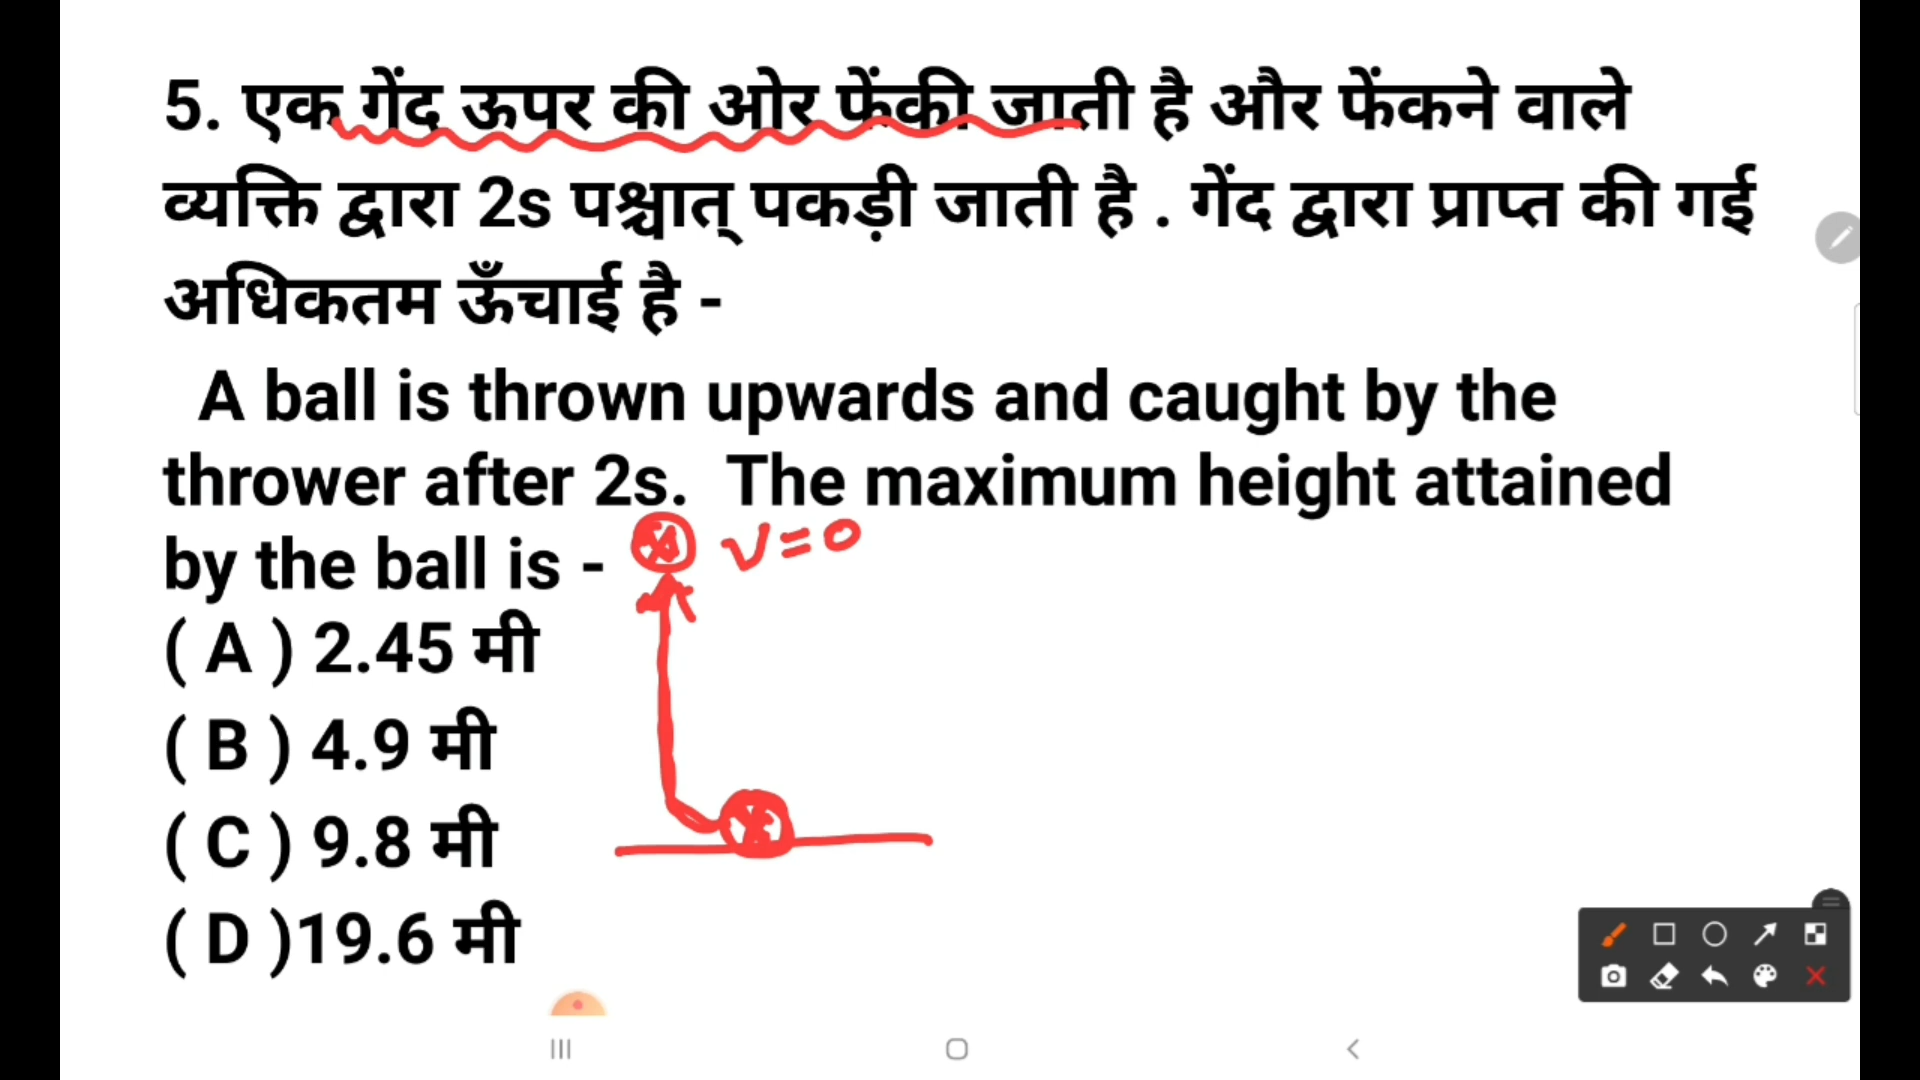 5. एक गेंद ऊपर की ओर फेंकी जाती है और फेंकने वाले
व्यक्ति द्वारा 2s पश्चात् पकड़ी जाती है . गेंद द्वारा प्राप्त की गई
अधिकतम ऊँचाई है -
A ball is thrown upwards and caught by the
thrower after 2s. The maximum height attained
by the ball is -
v=0
( A ) 2.45 मी
( B ) 4.9 मी
( C ) 9.8 मी
( D )19.6 मी